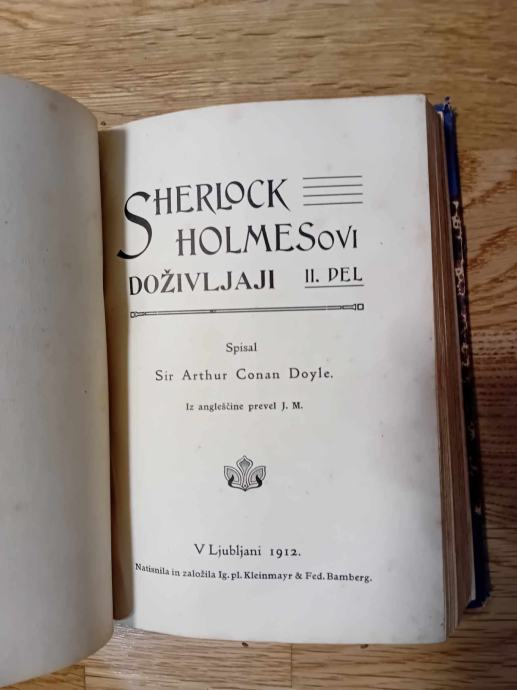 SHERLOCK
HOLMESOVI
DOŽIVLJAJI II. DEL
Spisal
Sir Arthur Conan Doyle.
Iz angleščine prevel J. M.
V Ljubljani 1912.
Natisnila in založila Ig. pl. Kleinmayr & Fed. Bamberg.